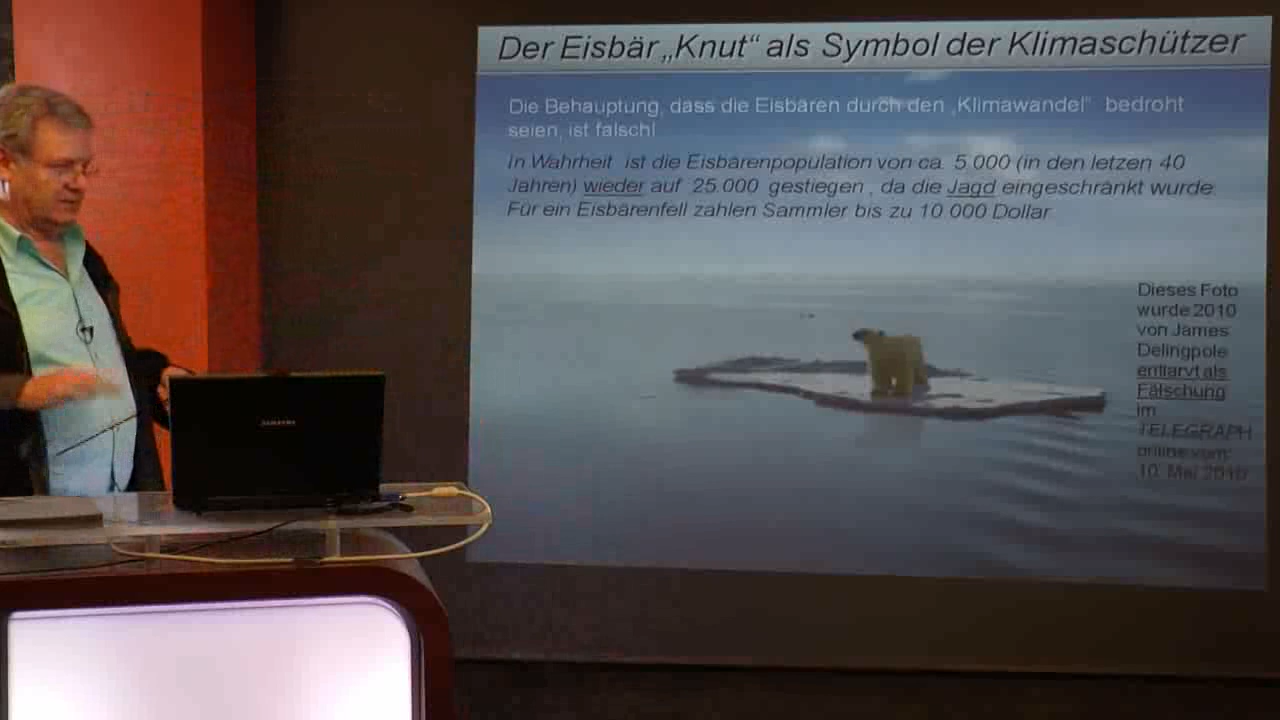 Der Eisbär „Knut“ als Symbol der Klimaschützer
Die Behauptung, dass die Eisbären durch den „Klimawandel“ bedroht
seien, ist falsch!
In Wahrheit ist die Eisbärenpopulation von ca. 5.000 (in den letzen 40
Jahren) wieder auf 25.000 gestiegen , da die Jagd eingeschränkt wurde.
Für ein Eisbärenfell zahlen Sammler bis zu 10.000 Dollar.
Dieses Foto
wurde 2010
von James
Delingpole
entlarvt als
Fälschung
im
TELEGRAPH
online vom:
10. Mai 2010
SAMSUNG